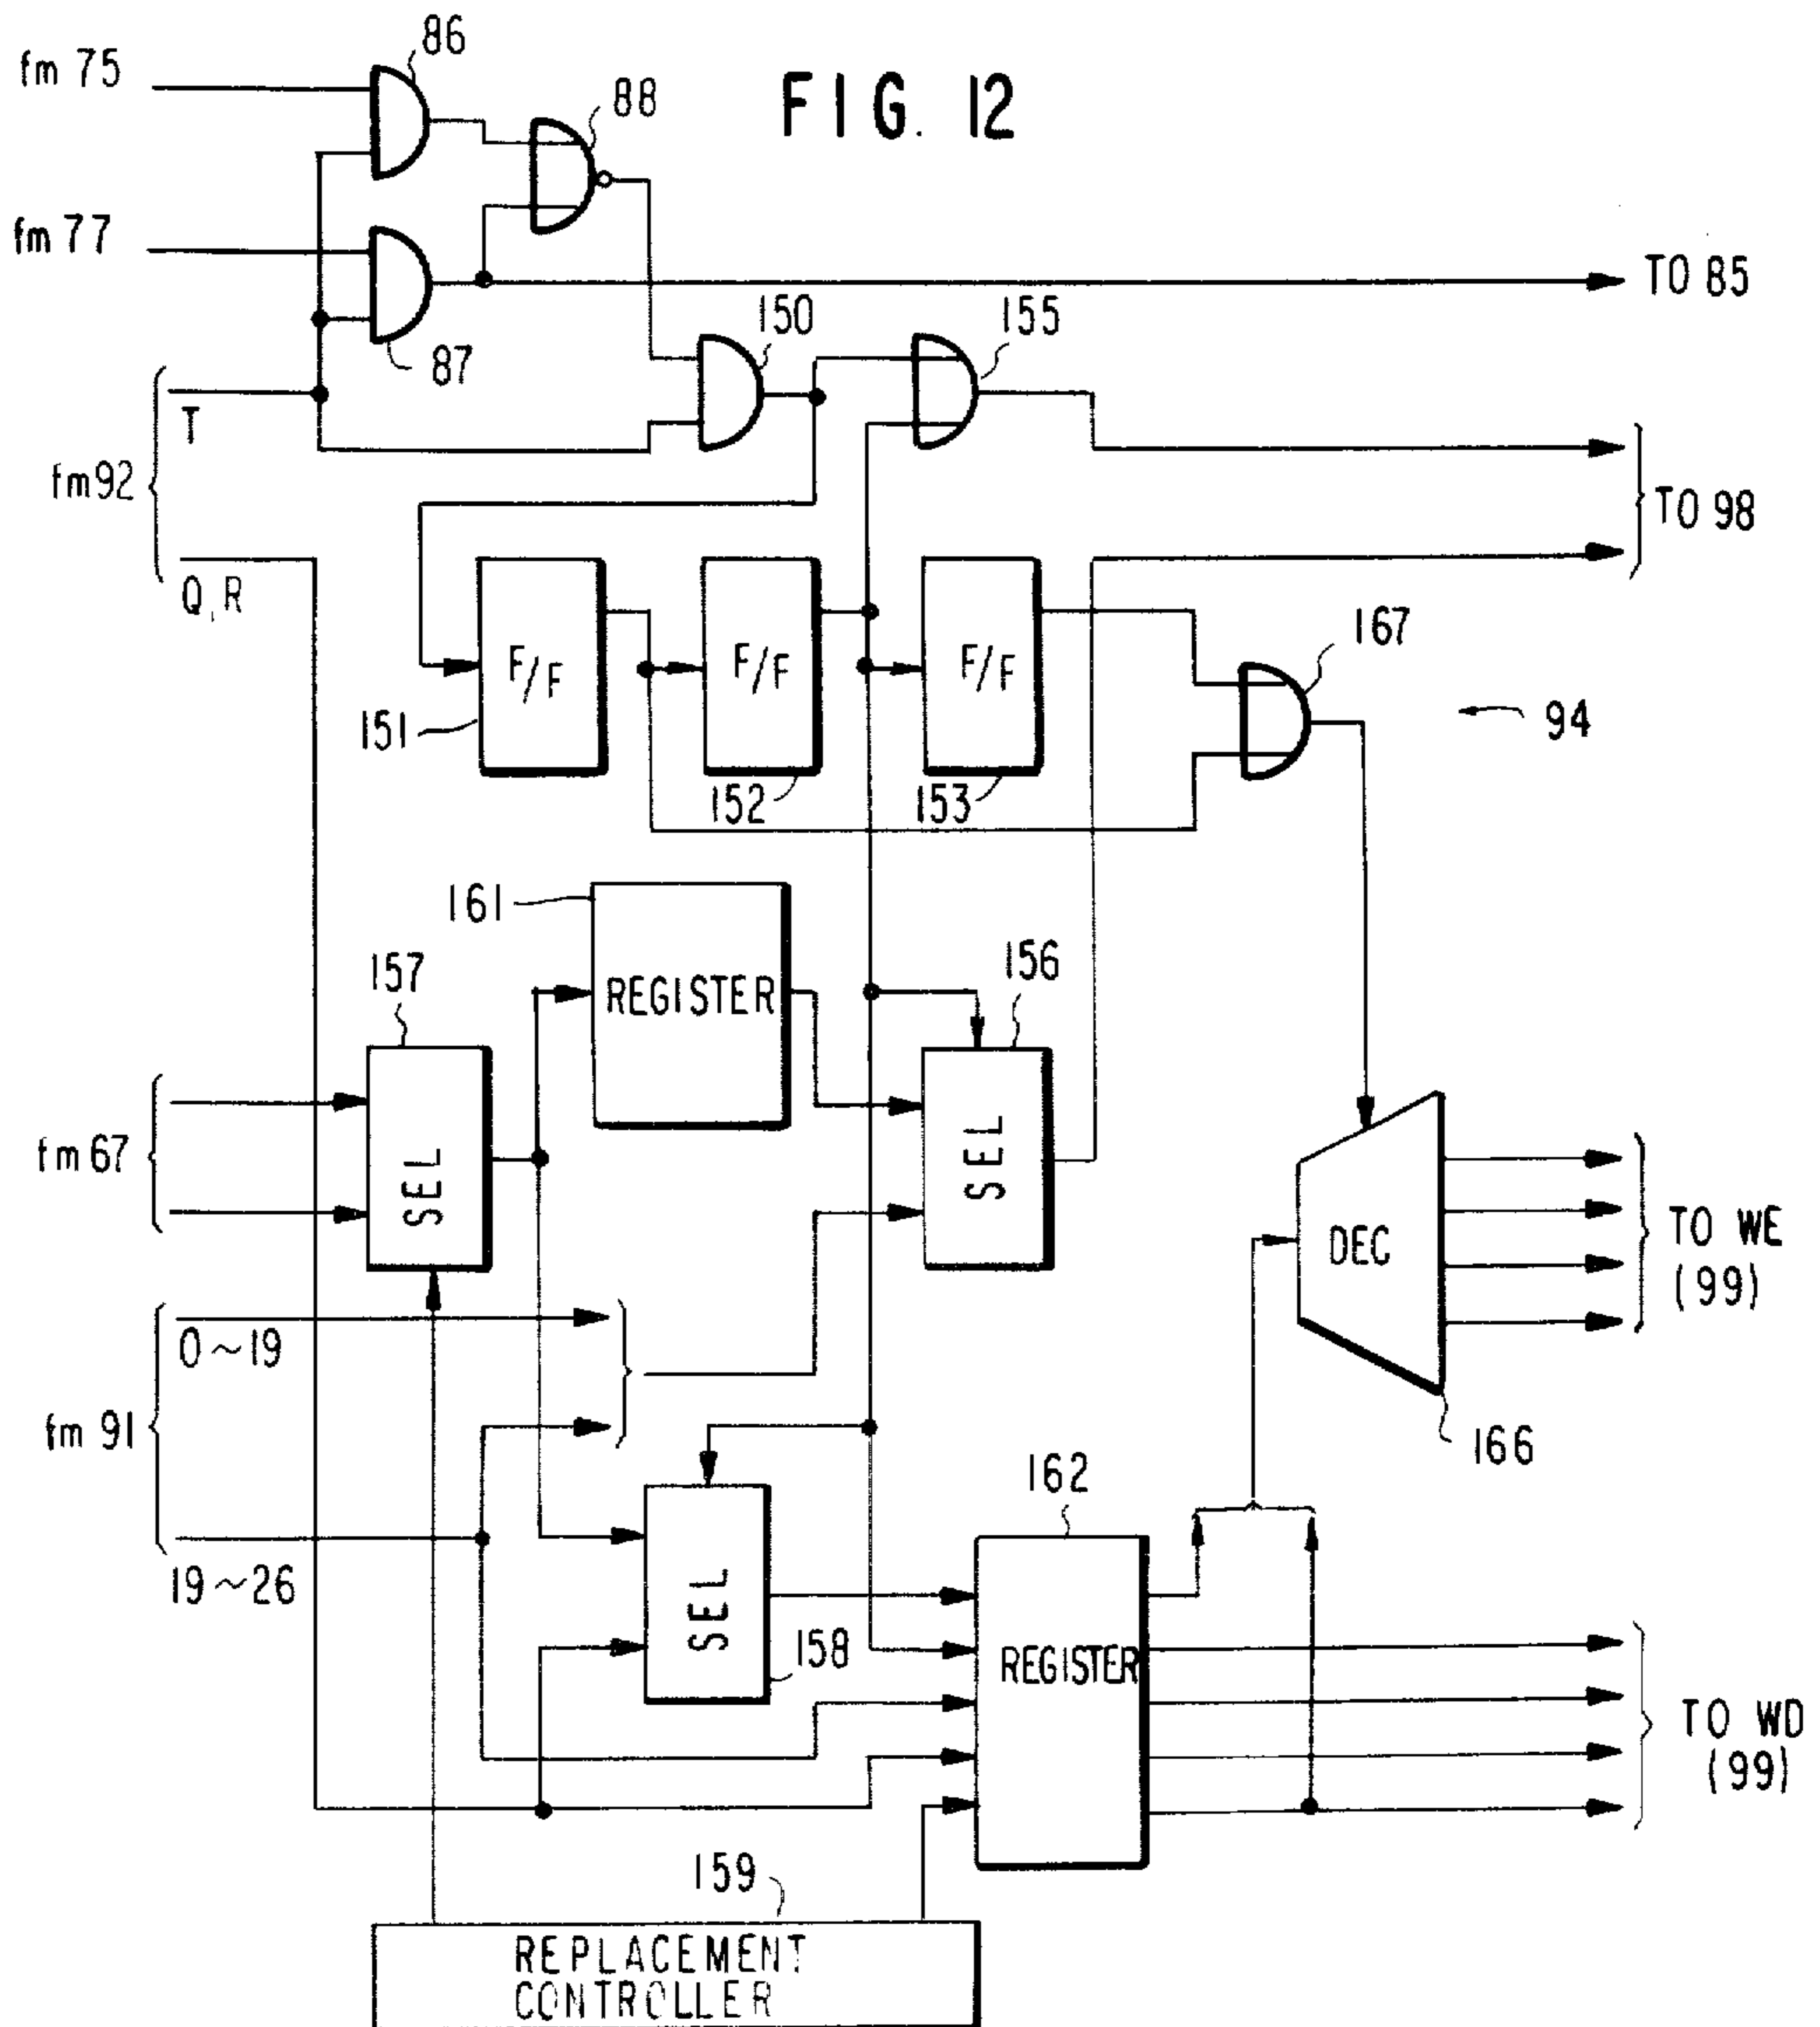 FIG. 12
fm 75
86
88
fm 77
87
TO 85
150
155
T
fm92
Q, R
TO 98
F/F
F/F
F/F
151
152
153
167
94
161
REGISTER
157
156
fm 67
SEL
SEL
DEC
TO WE
(99)
0~19
fm 91
19~26
166
162
SEL
158
REGISTER
TO WD
(99)
159
REPLACEMENT
CONTROLLER